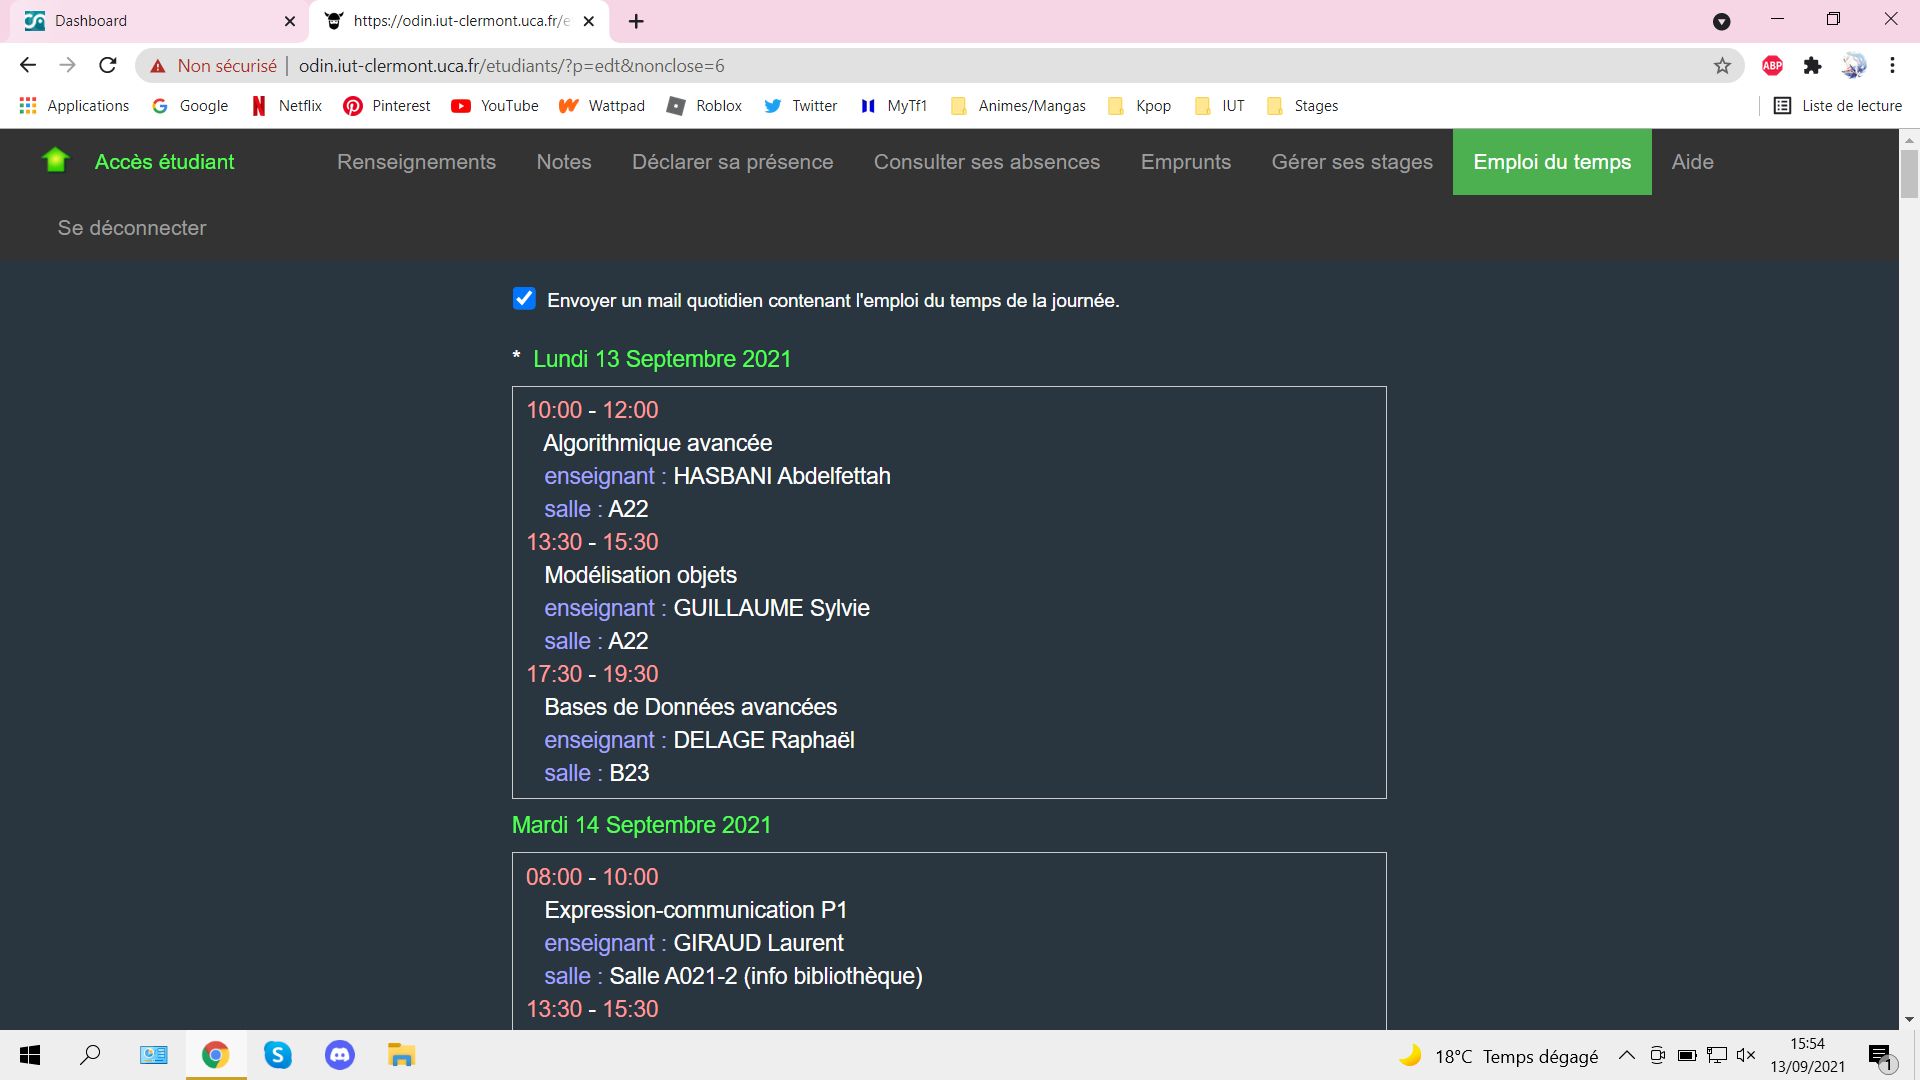 Dashboard
https://odin.iut-clermont.uca.fr/e
Non sécurisé
odin.iut-clermont.uca.fr/etudiants/?p=edt&nonclose=6
ABP
Applications
Google
Netflix
Pinterest
YouTube
Wattpad
Roblox
Twitter
MyTf1
Animes/Mangas
Kpop
IUT
Stages
Liste de lecture
Accès étudiant
Renseignements
Notes
Déclarer sa présence
Consulter ses absences
Emprunts
Gérer ses stages
Emploi du temps
Aide
Se déconnecter
Envoyer un mail quotidien contenant l'emploi du temps de la journée.
* Lundi 13 Septembre 2021
10:00 - 12:00
Algorithmique avancée
enseignant : HASBANI Abdelfettah
salle : A22
13:30 - 15:30
Modélisation objets
enseignant : GUILLAUME Sylvie
salle : A22
17:30 - 19:30
Bases de Données avancées
enseignant : DELAGE Raphaël
salle : B23
Mardi 14 Septembre 2021
08:00 - 10:00
Expression-communication P1
enseignant : GIRAUD Laurent
salle : Salle A021-2 (info bibliothèque)
13:30 - 15:30
18°C Temps dégagé
15:54
13/09/2021
1